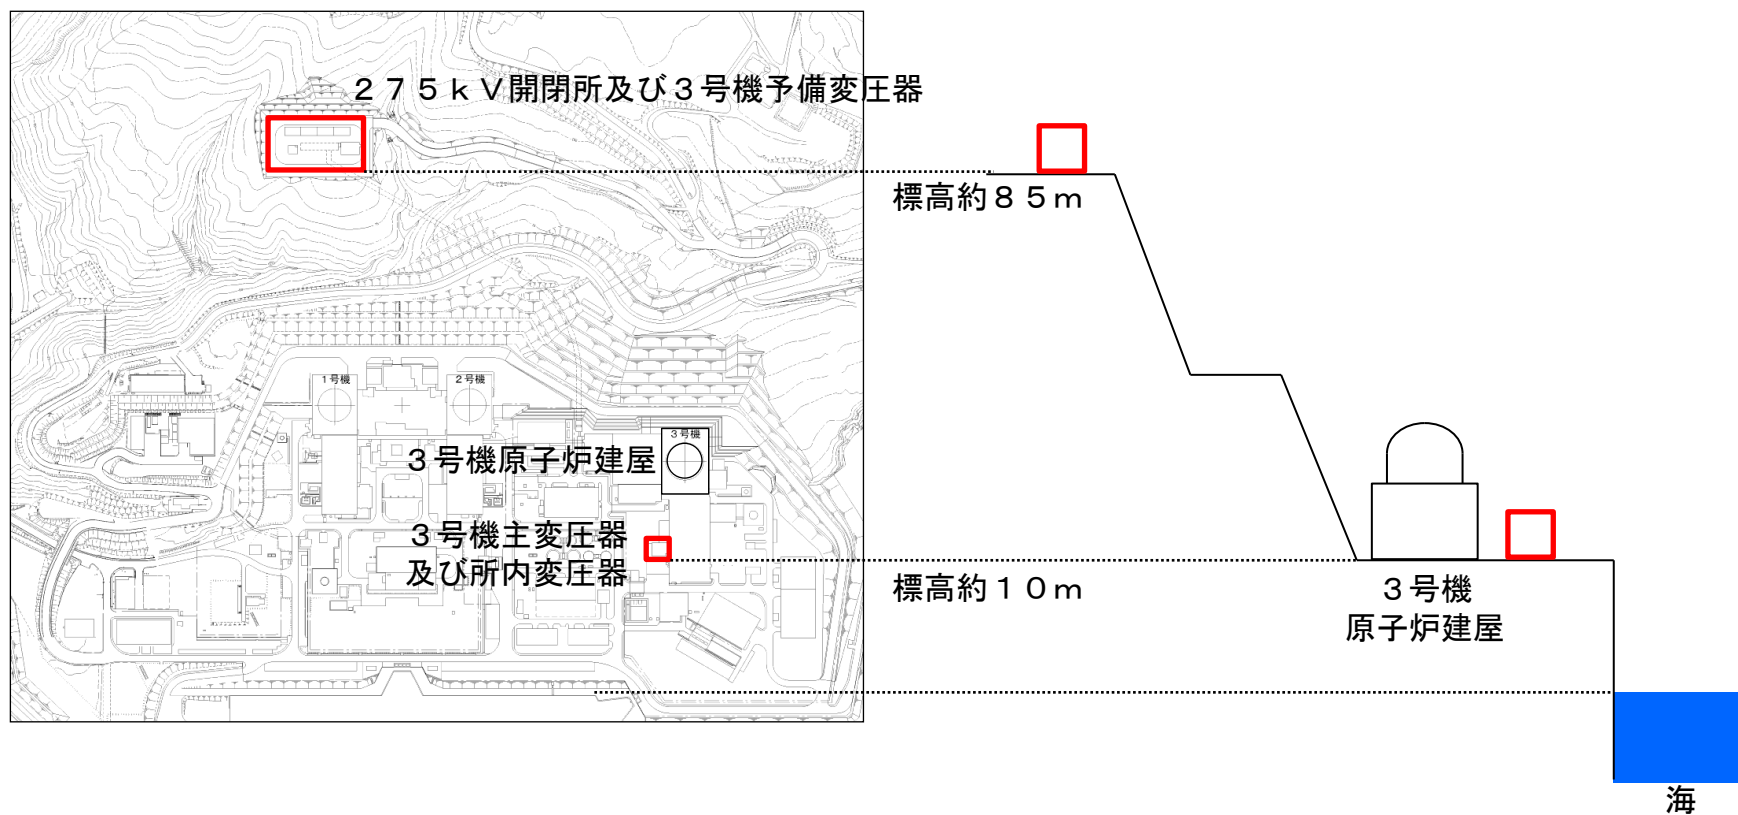 ２７５ｋＶ開閉所及び３号機予備変圧器
標高約８５ｍ
１号機
２号機
３号機
３号機原子炉建屋
３号機主変圧器
及び所内変圧器
標高約１０ｍ
３号機
原子炉建屋
海